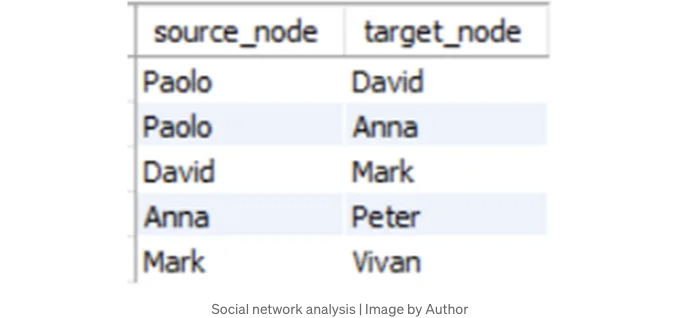 source_node target_node
Paolo David
Paolo Anna
David Mark
Anna Peter
Mark Vivan
Social network analysis | Image by Author